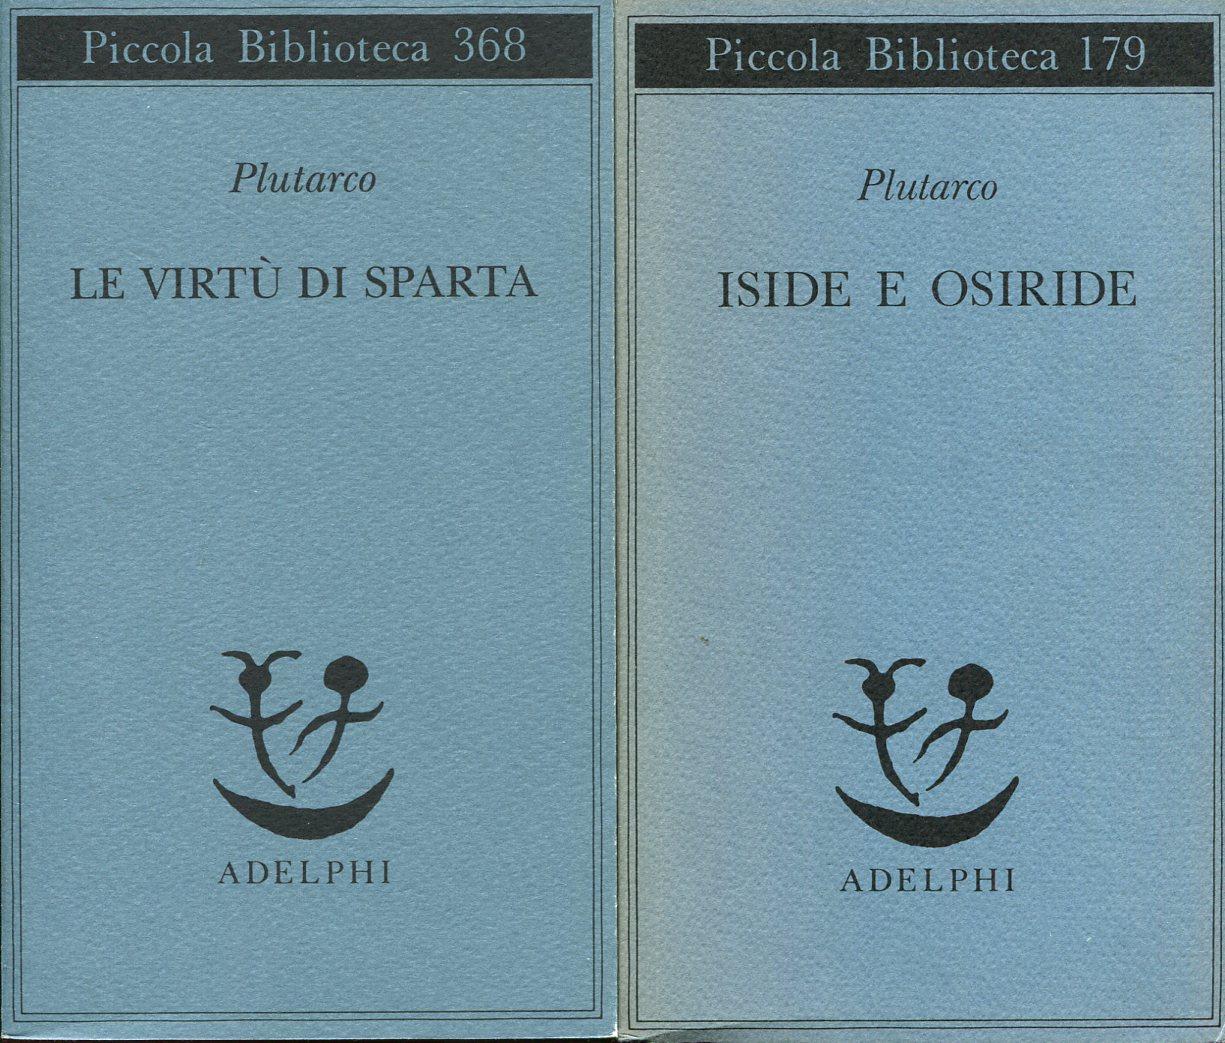 Piccola Biblioteca 368
Plutarco
LE VIRTÙ DI SPARTA
ADELPHI
Piccola Biblioteca 179
Plutarco
ISIDE E OSIRIDE
ADELPHI